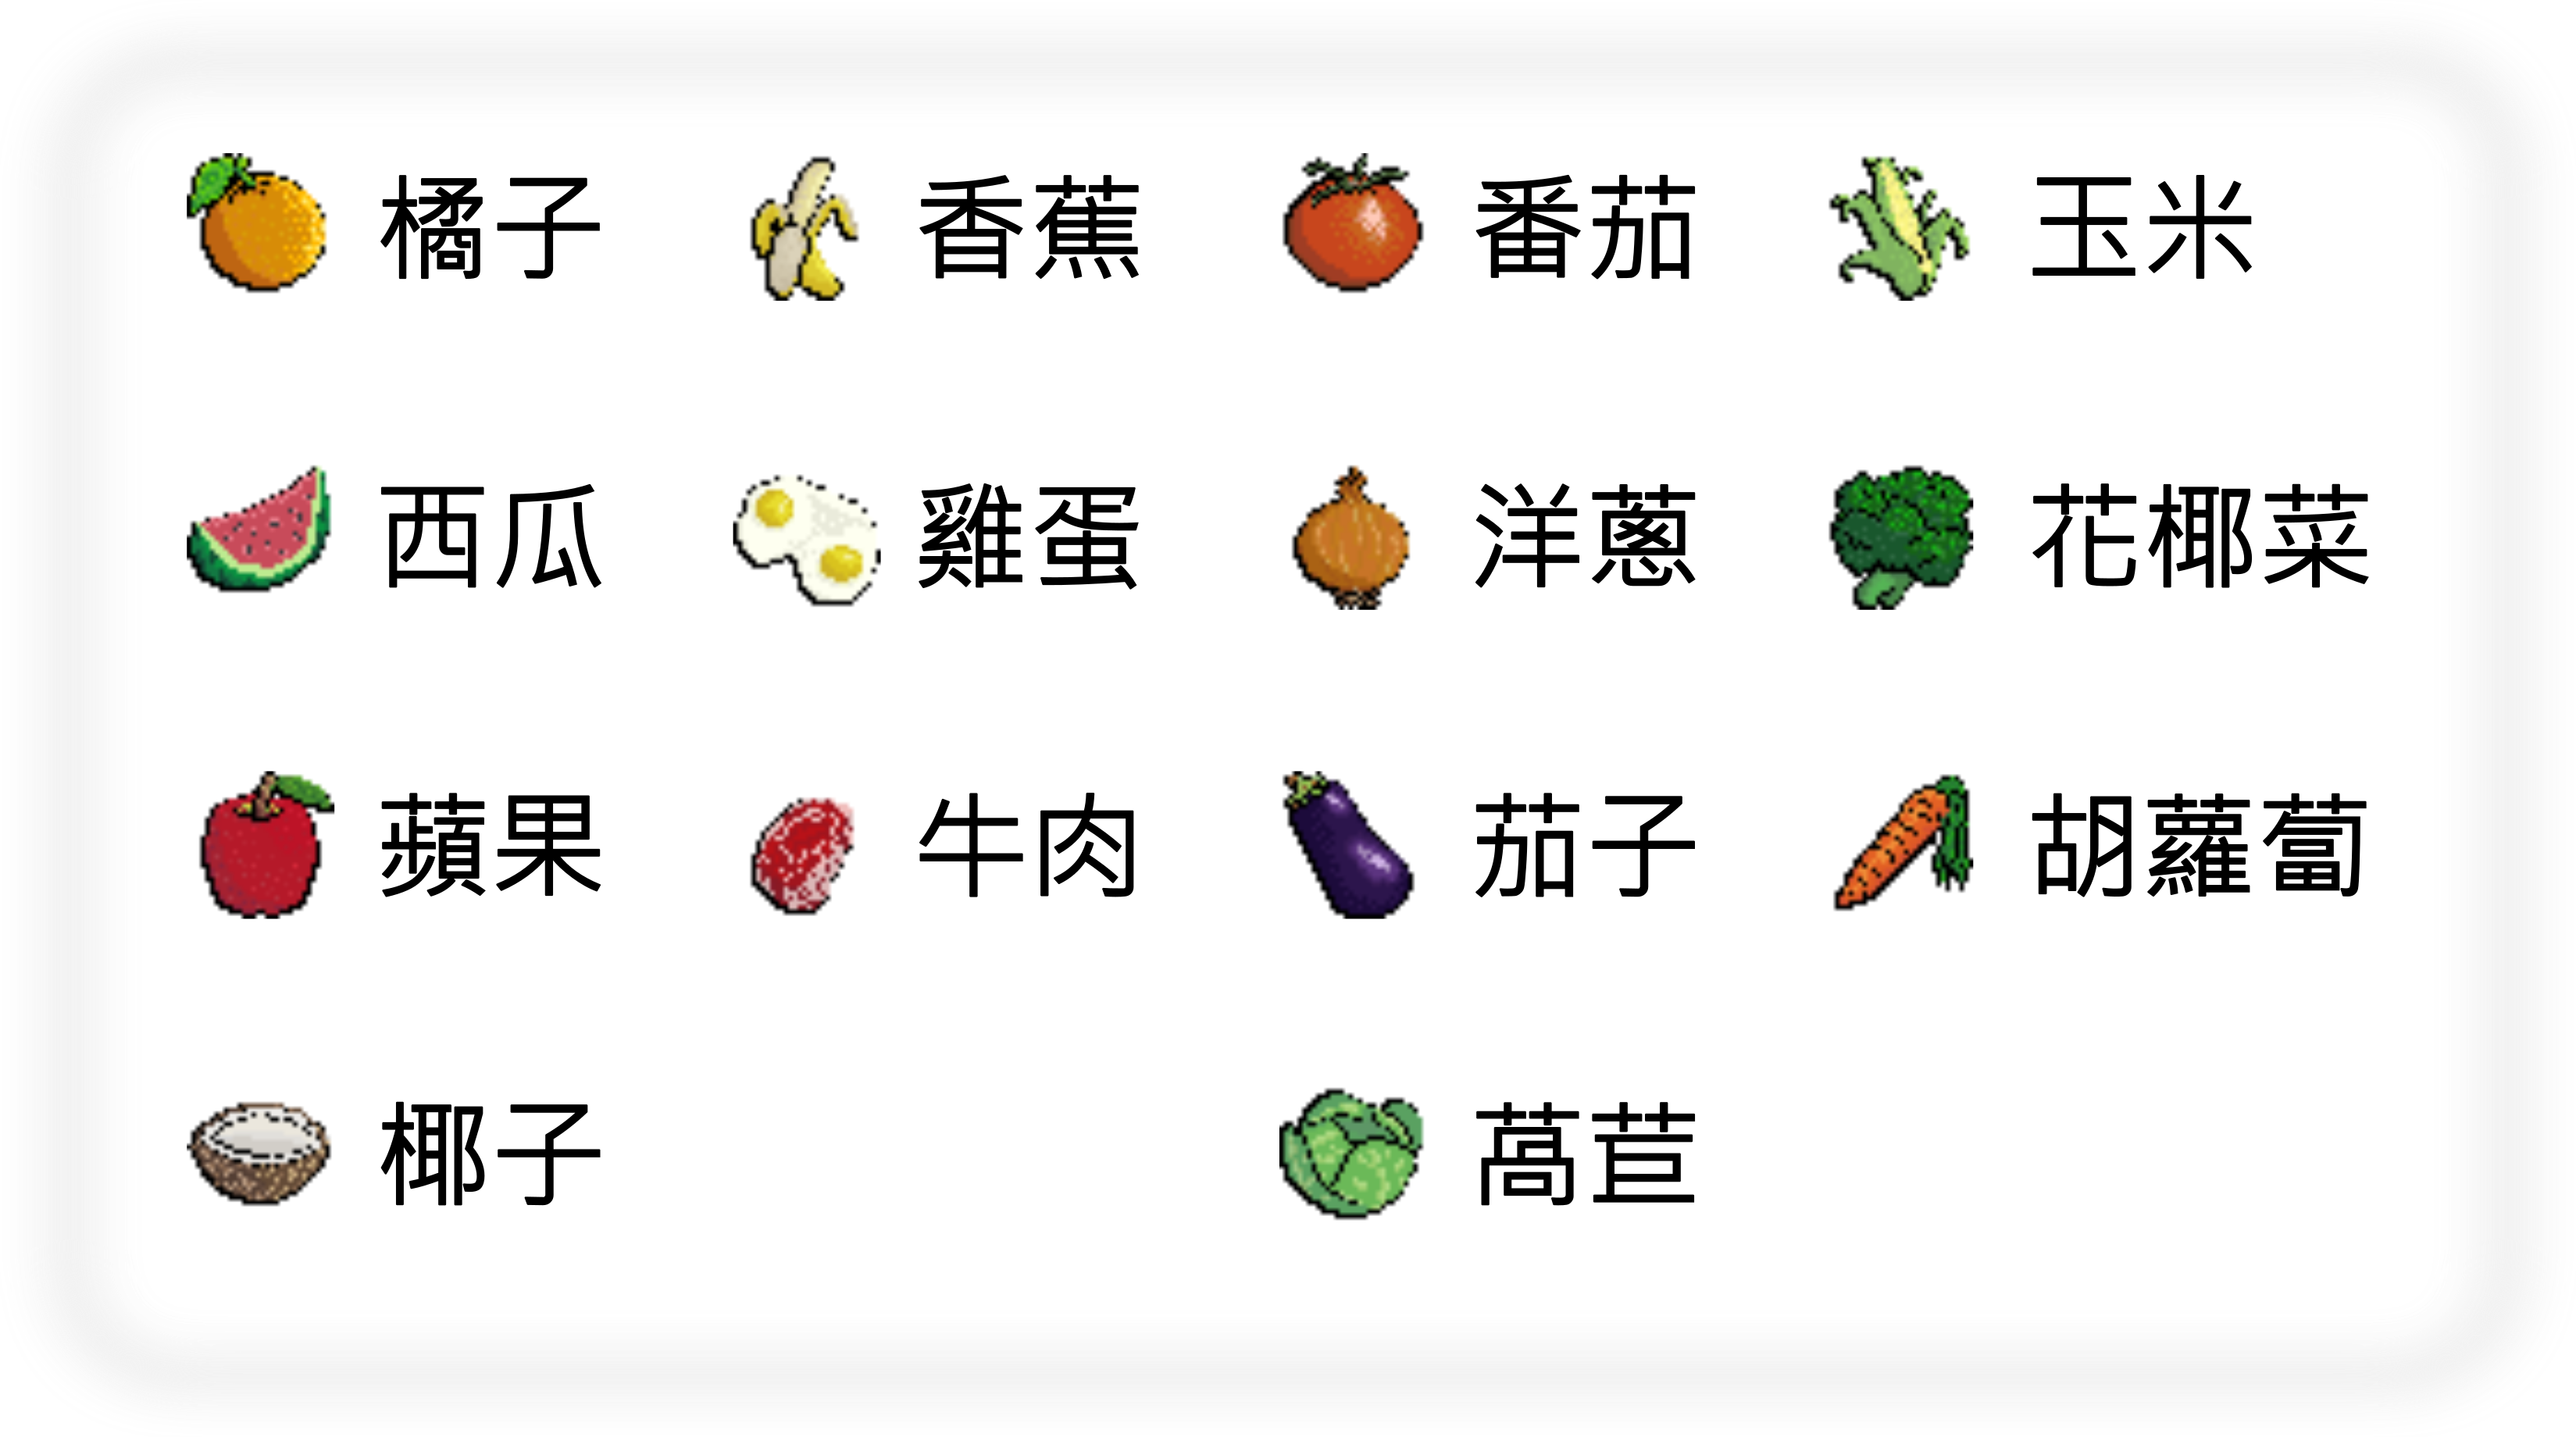 橘子 香蕉 番茄 玉米
西瓜 雞蛋 洋蔥 花椰菜
蘋果 牛肉 茄子 胡蘿蔔
椰子 萵苣